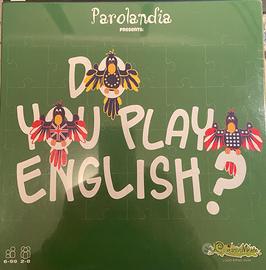 Parolandia
PRESENTS:
DO
YOU PLAY
ENGLISH?
6-99 2-8